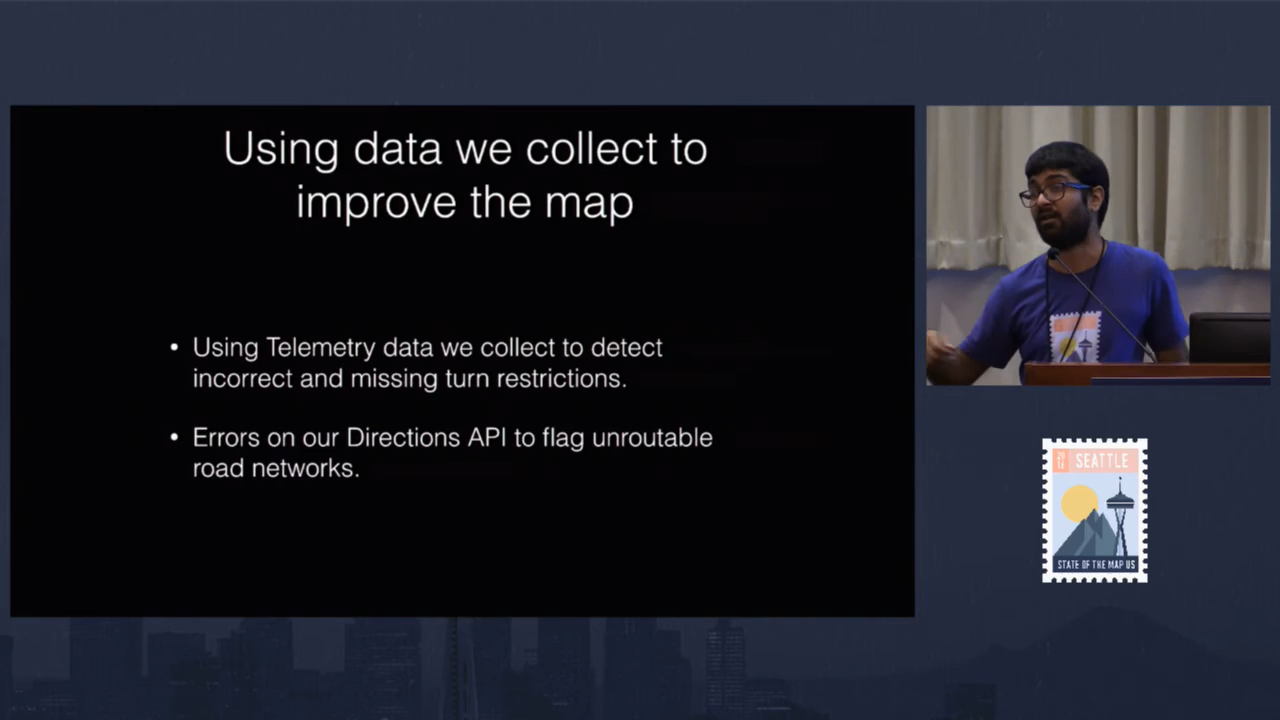 Using data we collect to
improve the map
• Using Telemetry data we collect to detect
incorrect and missing turn restrictions.
• Errors on our Directions API to flag unroutable
road networks.
2016 SEATTLE
STATE OF THE MAP US